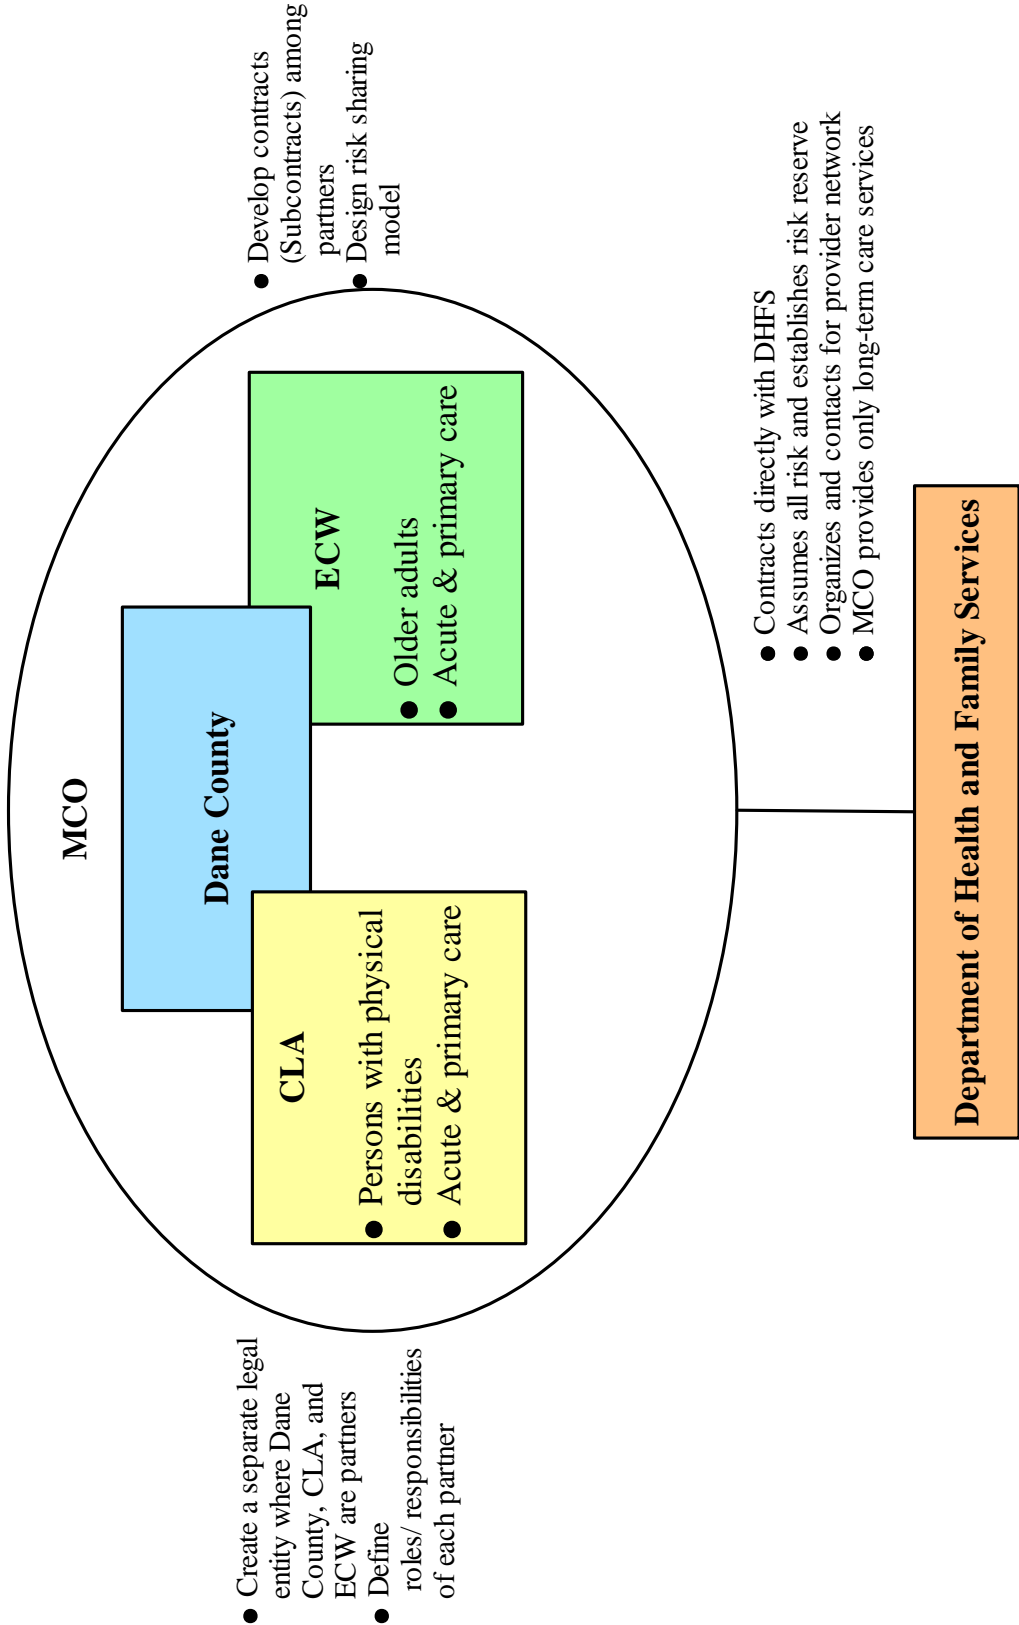 MCO
Dane County
CLA
● Persons with physical
disabilities
● Acute & primary care
ECW
● Older adults
● Acute & primary care
● Create a separate legal
entity where Dane
County, CLA, and
ECW are partners
● Define
roles/ responsibilities
of each partner
● Develop contracts
(Subcontracts) among
partners
● Design risk sharing
model
● Contracts directly with DHFS
● Assumes all risk and establishes risk reserve
● Organizes and contacts for provider network
● MCO provides only long-term care services
Department of Health and Family Services